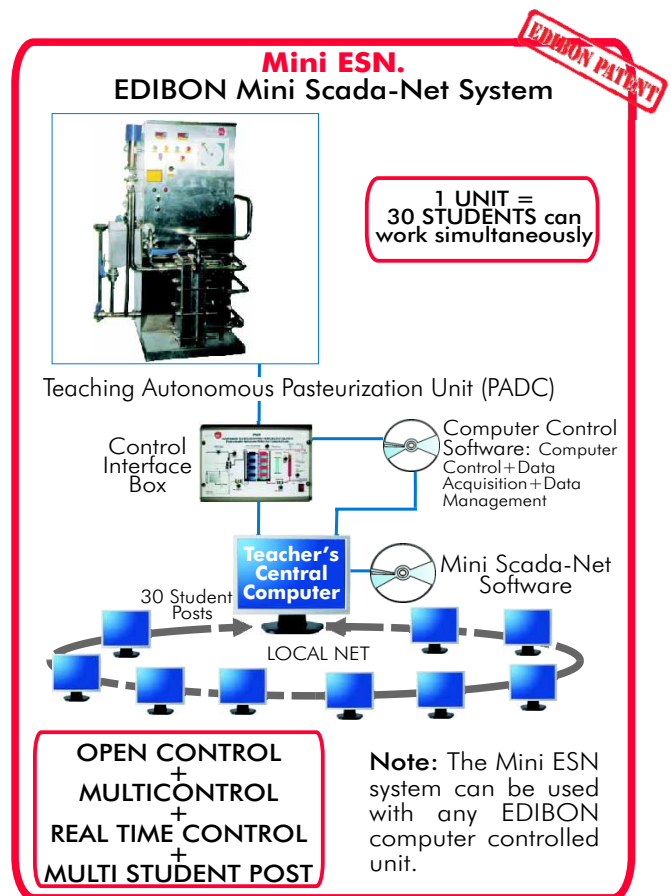 EDIBON PATENT
Mini ESN.
EDIBON Mini Scada-Net System
1 UNIT =
30 STUDENTS can
work simultaneously
Teaching Autonomous Pasteurization Unit (PADC)
Control
Interface
Box
Computer Control
Software: Computer
Control+Data
Acquisition+Data
Management
Teacher's
Central
Computer
Mini Scada-Net
Software
30 Student
Posts
LOCAL NET
OPEN CONTROL
+
MULTICONTROL
+
REAL TIME CONTROL
+
MULTI STUDENT POST
Note: The Mini ESN
system can be used
with any EDIBON
computer controlled
unit.